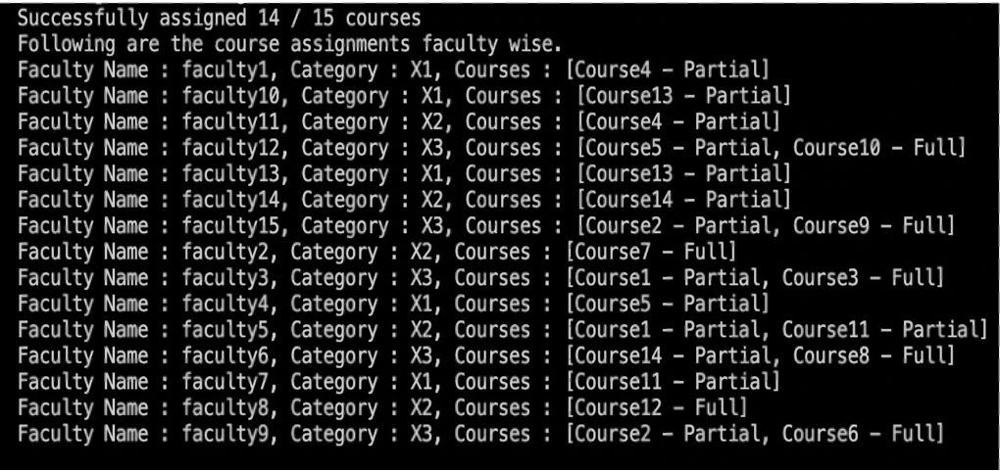 Successfully assigned 14 / 15 courses
Following are the course assignments faculty wise.
Faculty Name : faculty1, Category : X1, Courses : [Course4 – Partial]
Faculty Name : faculty10, Category : X1, Courses : [Course13 – Partial]
Faculty Name : faculty11, Category : X2, Courses : [Course4 – Partial]
Faculty Name : faculty12, Category : X3, Courses : [Course5 – Partial, Course10 – Full]
Faculty Name : faculty13, Category : X1, Courses : [Course13 – Partial]
Faculty Name : faculty14, Category : X2, Courses : [Course14 – Partial]
Faculty Name : faculty15, Category : X3, Courses : [Course2 – Partial, Course9 – Full]
Faculty Name : faculty2, Category : X2, Courses : [Course7 – Full]
Faculty Name : faculty3, Category : X3, Courses : [Course1 – Partial, Course3 – Full]
Faculty Name : faculty4, Category : X1, Courses : [Course5 – Partial]
Faculty Name : faculty5, Category : X2, Courses : [Course1 – Partial, Course11 – Partial]
Faculty Name : faculty6, Category : X3, Courses : [Course14 – Partial, Course8 – Full]
Faculty Name : faculty7, Category : X1, Courses : [Course11 – Partial]
Faculty Name : faculty8, Category : X2, Courses : [Course12 – Full]
Faculty Name : faculty9, Category : X3, Courses : [Course2 – Partial, Course6 – Full]